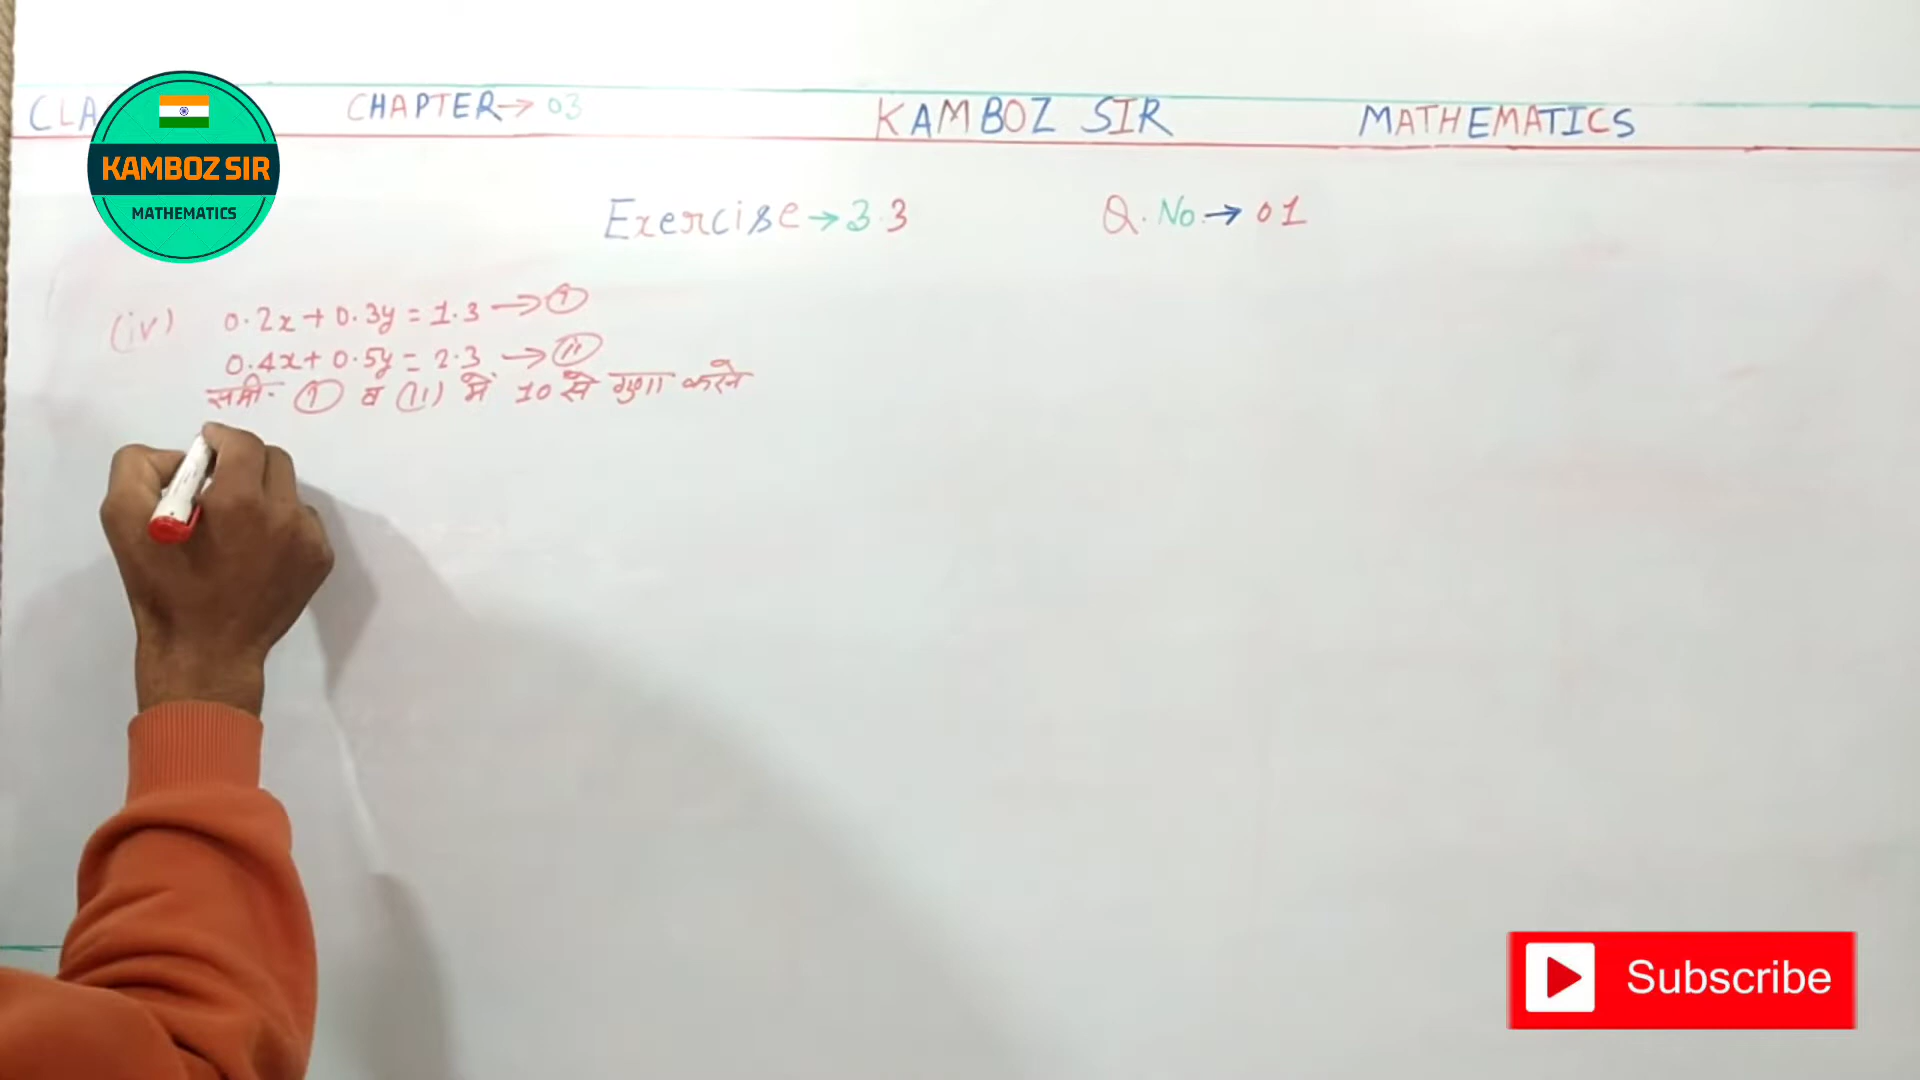 CLA CHAPTER→03 KAMBOZ SIR MATHEMATICS
KAMBOZ SIR
MATHEMATICS
Exercise→3.3 Q.No.→01
(iv) 0.2x+0.3y=1.3 →(i)
0.4x+0.5y=2.3 →(ii)
समी. (i) व (ii) में 10 से गुणा करने
Subscribe